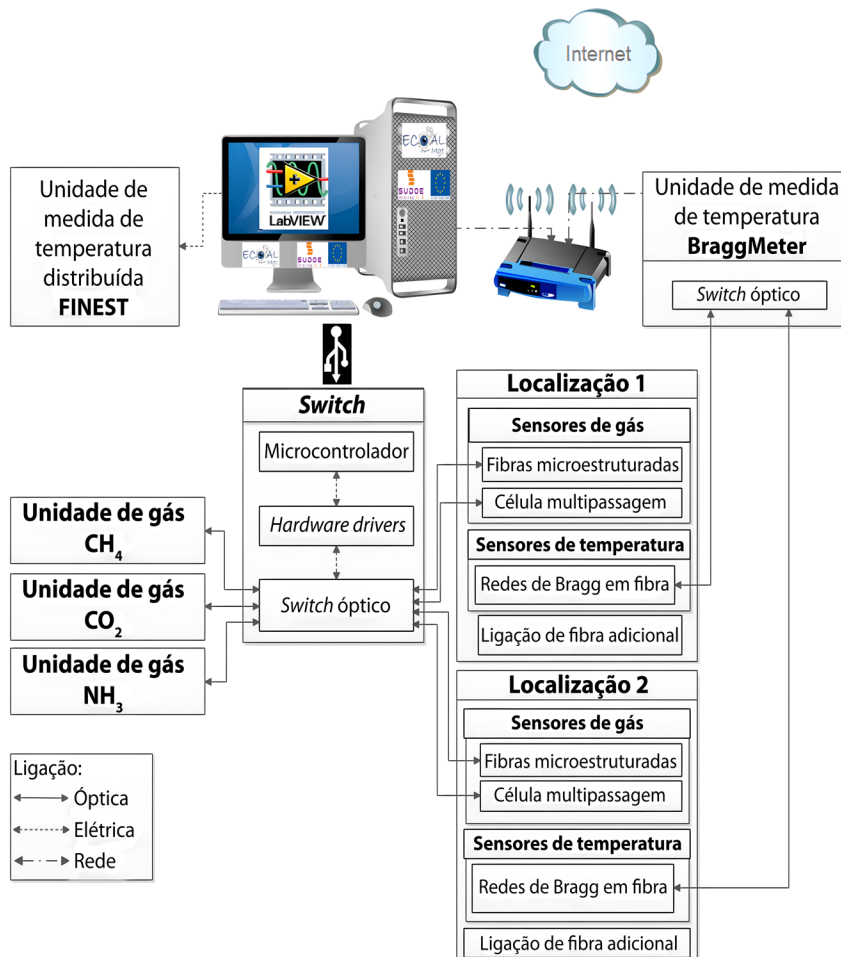 Internet
ECOAL
Mgt
SUDOE
LabVIEW
ECOAL
Mgt
SUDOE
Unidade de
medida de
temperatura
distribuída
FINEST
Unidade de medida
de temperatura
BraggMeter
Switch óptico
Switch
Microcontrolador
Hardware drivers
Switch óptico
Unidade de gás
CH₄
Unidade de gás
CO₂
Unidade de gás
NH₃
Localização 1
Sensores de gás
Fibras microestruturadas
Célula multipassagem
Sensores de temperatura
Redes de Bragg em fibra
Ligação de fibra adicional
Localização 2
Sensores de gás
Fibras microestruturadas
Célula multipassagem
Sensores de temperatura
Redes de Bragg em fibra
Ligação de fibra adicional
Ligação:
Óptica
Elétrica
Rede